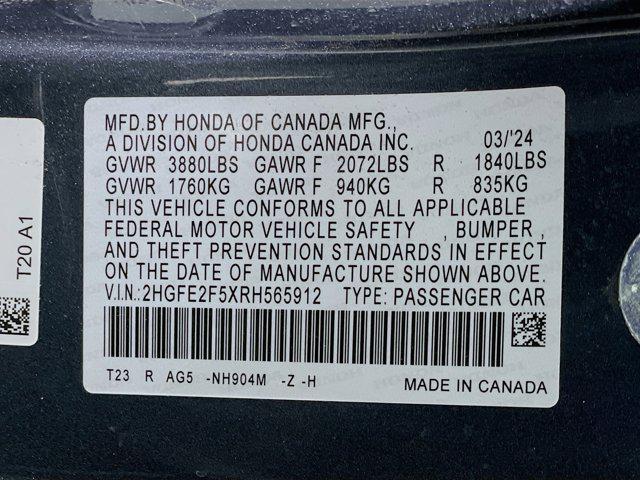 MFD.BY HONDA OF CANADA MFG.,
A DIVISION OF HONDA CANADA INC. 03/'24
GVWR 3880LBS GAWR F 2072LBS R 1840LBS
GVWR 1760KG GAWR F 940KG R 835KG
THIS VEHICLE CONFORMS TO ALL APPLICABLE
FEDERAL MOTOR VEHICLE SAFETY , BUMPER ,
AND THEFT PREVENTION STANDARDS IN EFFECT
ON THE DATE OF MANUFACTURE SHOWN ABOVE.
V.I.N.:2HGFE2F5XRH565912 TYPE: PASSENGER CAR
T23 R AG5 -NH904M -Z -H MADE IN CANADA
T20 A1